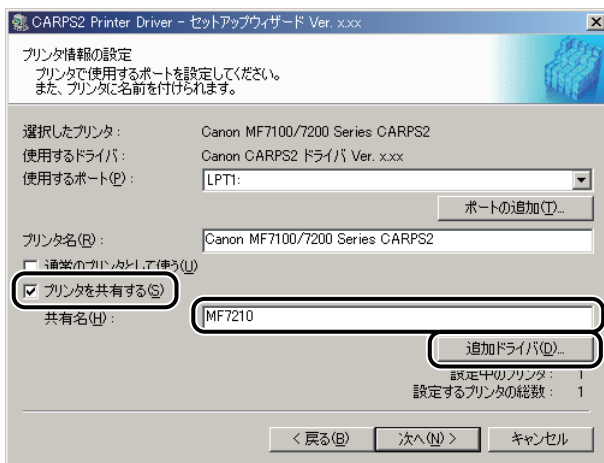 CARPS2 Printer Driver - セットアップウィザード Ver. x.xx
プリンタ情報の設定
プリンタで使用するポートを設定してください。
また、プリンタに名前を付けられます。
選択したプリンタ： Canon MF7100/7200 Series CARPS2
使用するドライバ： Canon CARPS2 ドライバ Ver. x.xx
使用するポート(P)： LPT1:
ポートの追加(T)...
プリンタ名(R)： Canon MF7100/7200 Series CARPS2
通常のプリンタとして使う(U)
プリンタを共有する(S)
共有名(H)： MF7210
追加ドライバ(D)...
設定中のプリンタ： 1
設定するプリンタの総数： 1
< 戻る(B) 次へ(N) > キャンセル